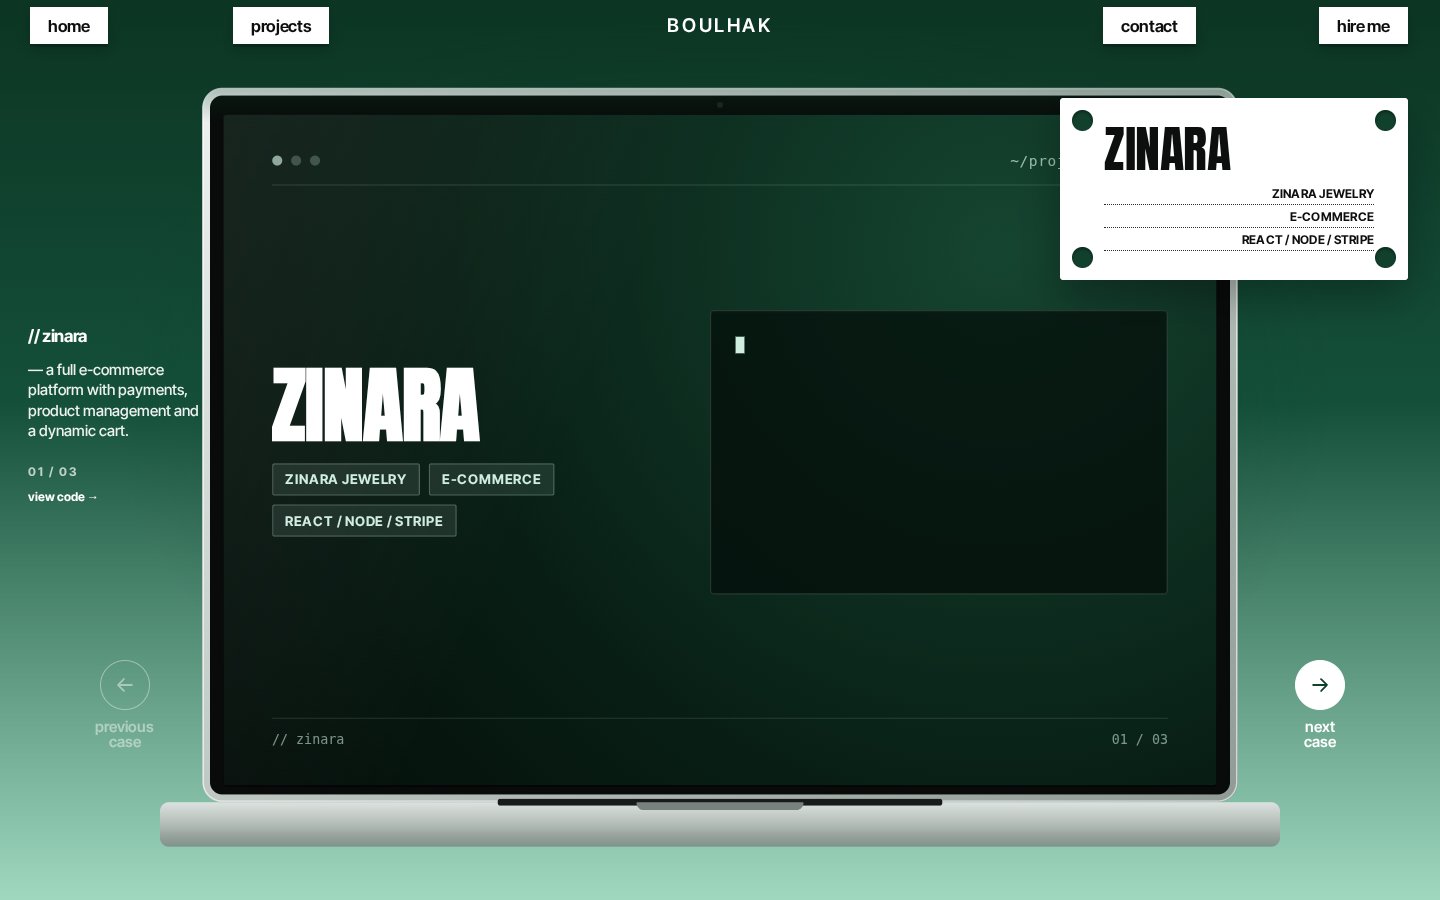 home
projects
BOULHAK
contact
hire me
~/proj
ZINARA
ZINARA JEWELRY
E-COMMERCE
REACT / NODE / STRIPE
// zinara
— a full e-commerce
platform with payments,
product management and
a dynamic cart.
01 / 03
view code →
ZINARA
ZINARA JEWELRY
E-COMMERCE
REACT / NODE / STRIPE
previous
case
next
case
// zinara
01 / 03